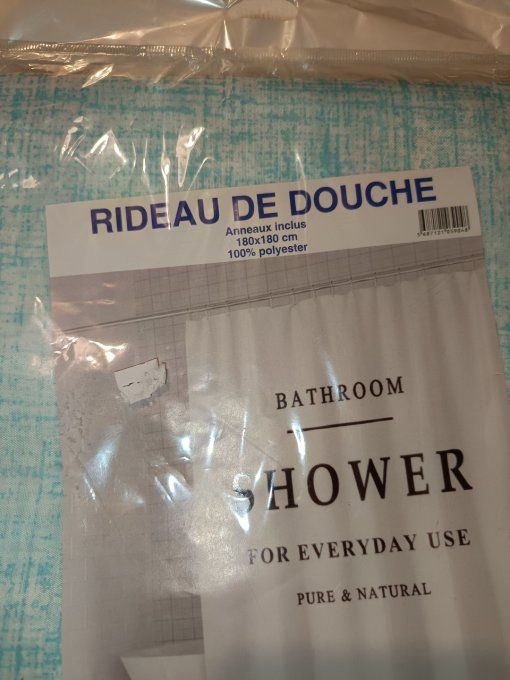 RIDEAU DE DOUCHE
Anneaux inclus
180x180 cm
100% polyester
BATHROOM
SHOWER
FOR EVERYDAY USE
PURE & NATURAL